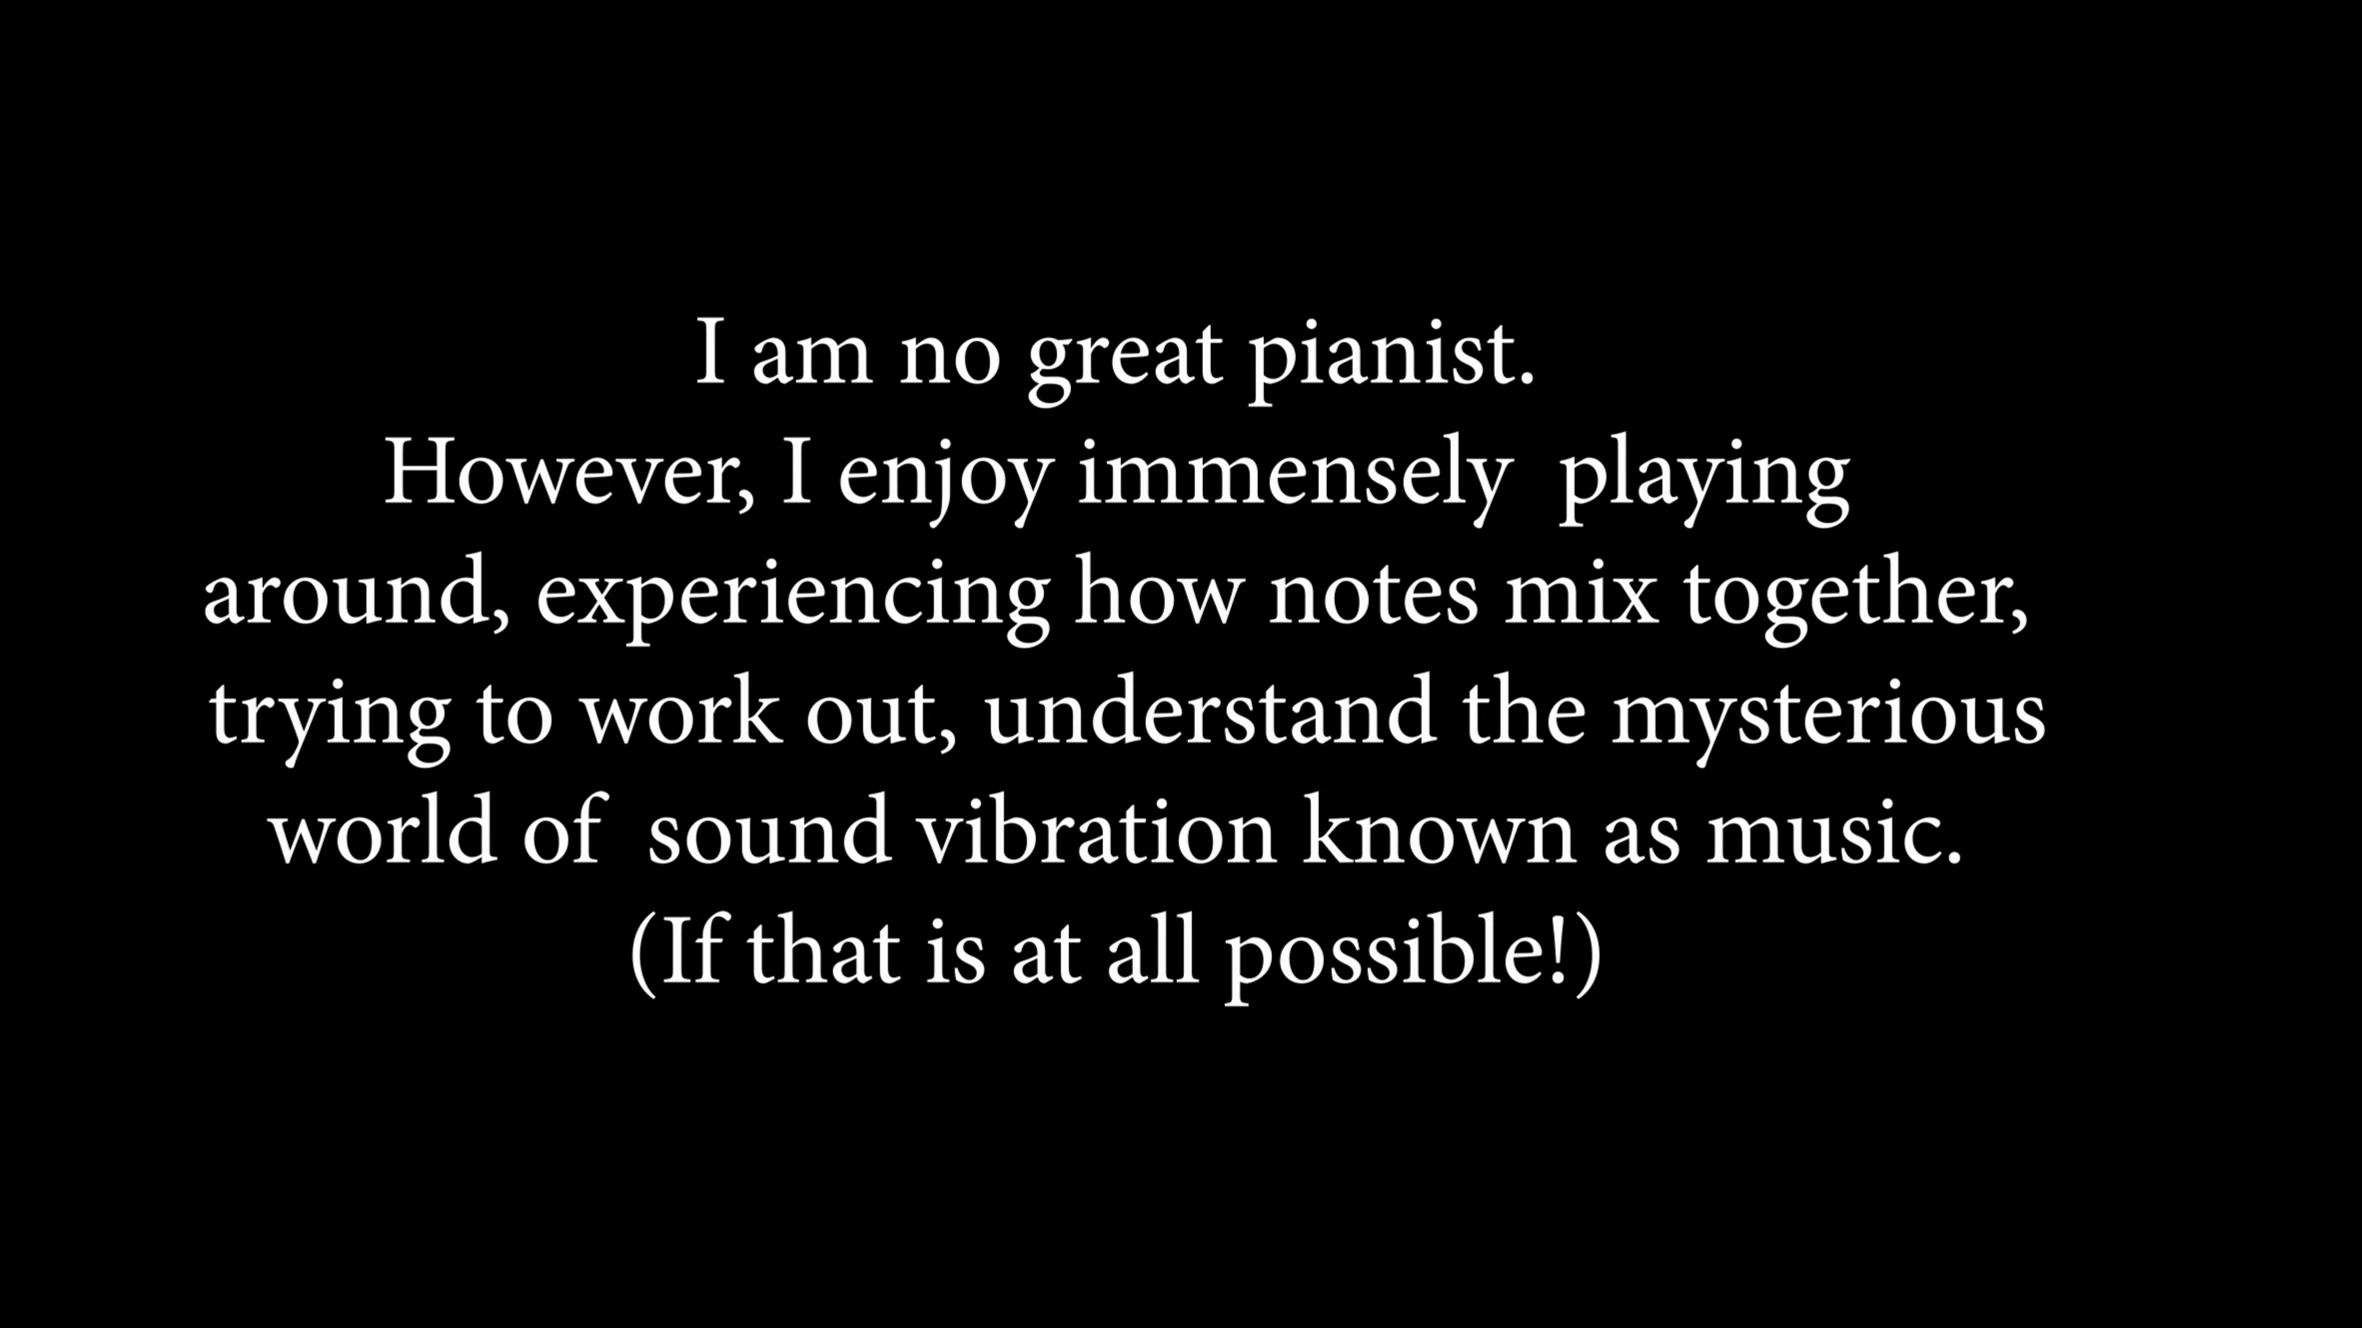 I am no great pianist.
However, I enjoy immensely  playing
around, experiencing how notes mix together,
trying to work out, understand the mysterious
world of  sound vibration known as music.
(If that is at all possible!)